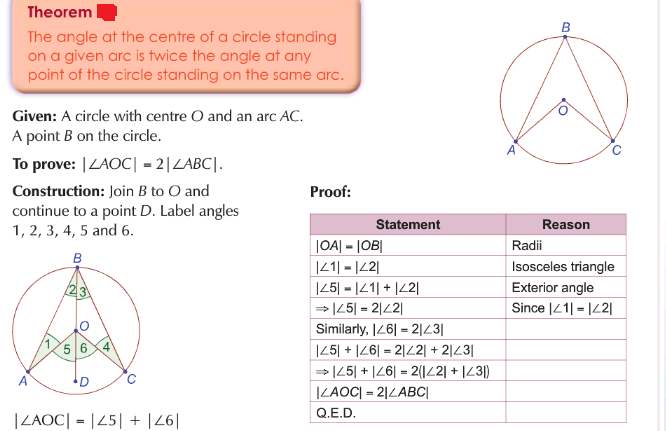 Theorem
The angle at the centre of a circle standing
on a given arc is twice the angle at any
point of the circle standing on the same arc.
B
O
A
C
Given: A circle with centre O and an arc AC.
A point B on the circle.
To prove: |∠AOC| = 2|∠ABC|.
Construction: Join B to O and
continue to a point D. Label angles
1, 2, 3, 4, 5 and 6.
B
2 3
O
1 5 6 4
A
D
C
|∠AOC| = |∠5| + |∠6|
Proof:
Statement Reason
|OA| = |OB| Radii
|∠1| = |∠2| Isosceles triangle
|∠5| = |∠1| + |∠2| Exterior angle
⇒ |∠5| = 2|∠2| Since |∠1| = |∠2|
Similarly, |∠6| = 2|∠3|
|∠5| + |∠6| = 2|∠2| + 2|∠3|
⇒ |∠5| + |∠6| = 2(|∠2| + |∠3|)
|∠AOC| = 2|∠ABC|
Q.E.D.